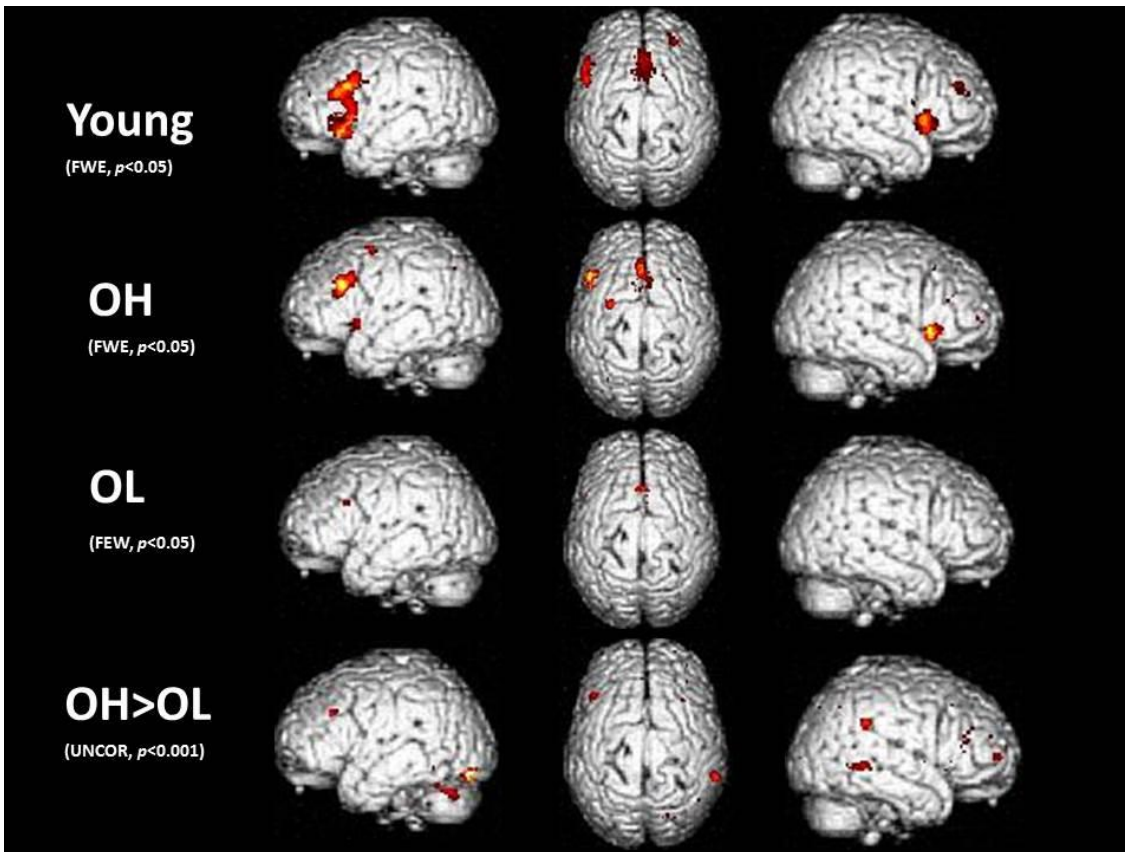 Young
(FWE, p<0.05)
OH
(FWE, p<0.05)
OL
(FEW, p<0.05)
OH>OL
(UNCOR, p<0.001)